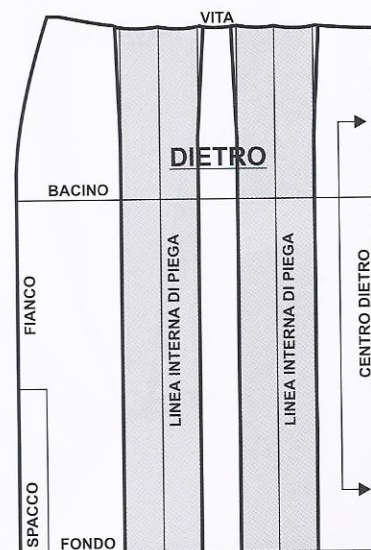 VITA
DIETRO
BACINO
FIANCO
LINEA INTERNA DI PIEGA
LINEA INTERNA DI PIEGA
CENTRO DIETRO
SPACCO
FONDO